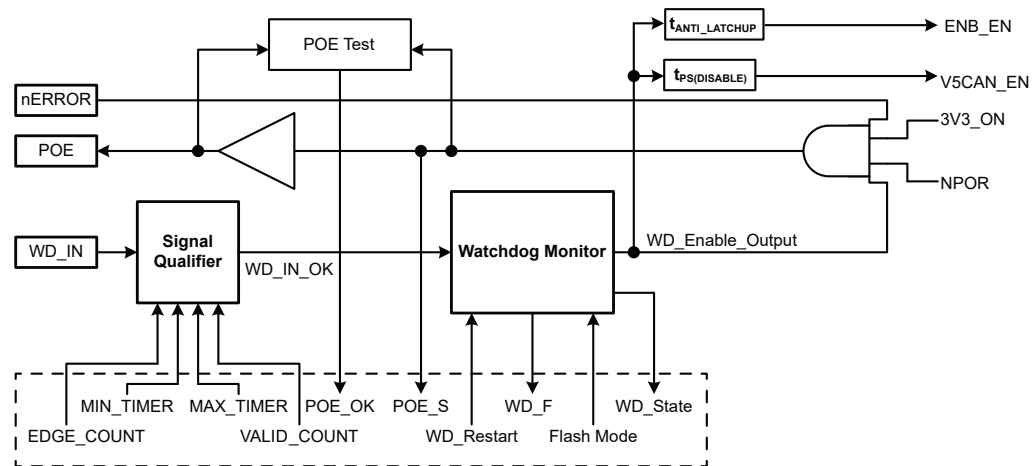 tANTI_LATCHUP
ENB_EN
POE Test
tPS(DISABLE)
V5CAN_EN
nERROR
3V3_ON
POE
NPOR
Signal
Qualifier
WD_IN
WD_IN_OK
Watchdog Monitor
WD_Enable_Output
MIN_TIMER
MAX_TIMER
POE_OK
POE_S
WD_F
WD_State
EDGE_COUNT
VALID_COUNT
WD_Restart
Flash Mode